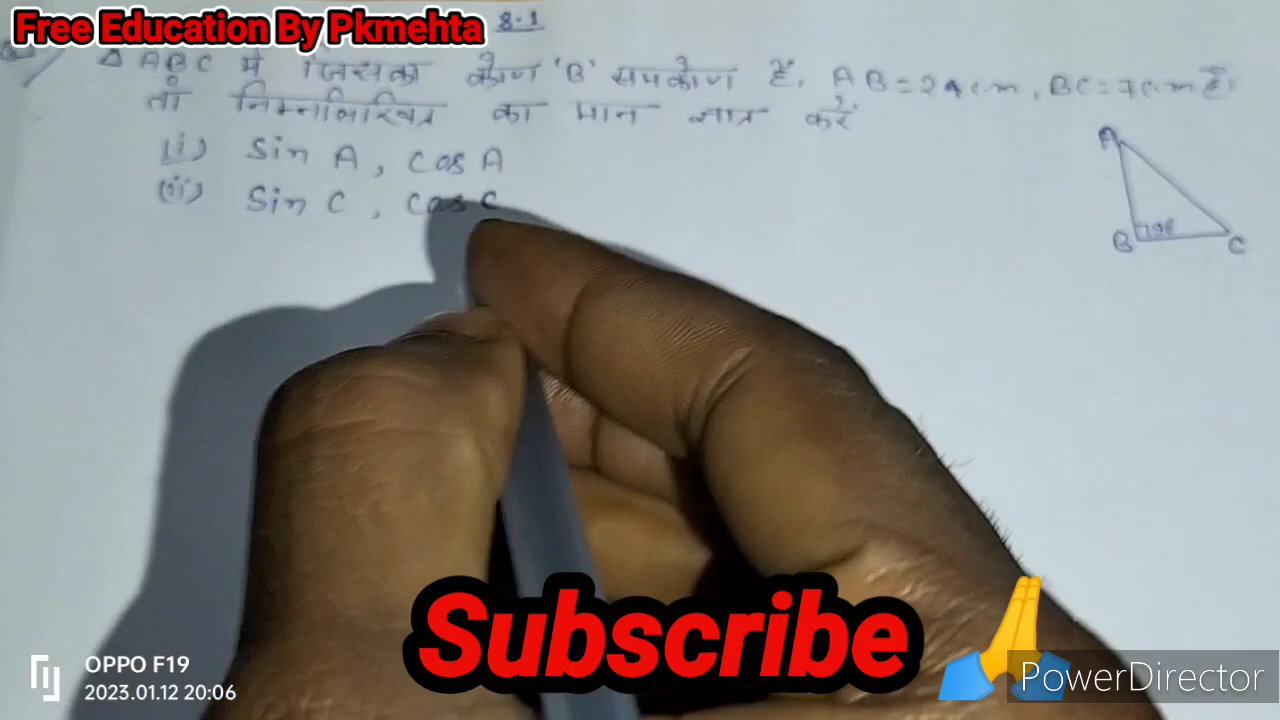 Free Education By Pkmehta 8.1
Δ ABC में जिसका कोण 'B' समकोण है, AB = 24 cm, BC = 7 cm है।
तो निम्नलिखित का मान ज्ञात करें
(i) Sin A, Cos A
(ii) Sin C, Cos C
A
B 90° C
Subscribe
OPPO F19
2023.01.12 20:06
PowerDirector